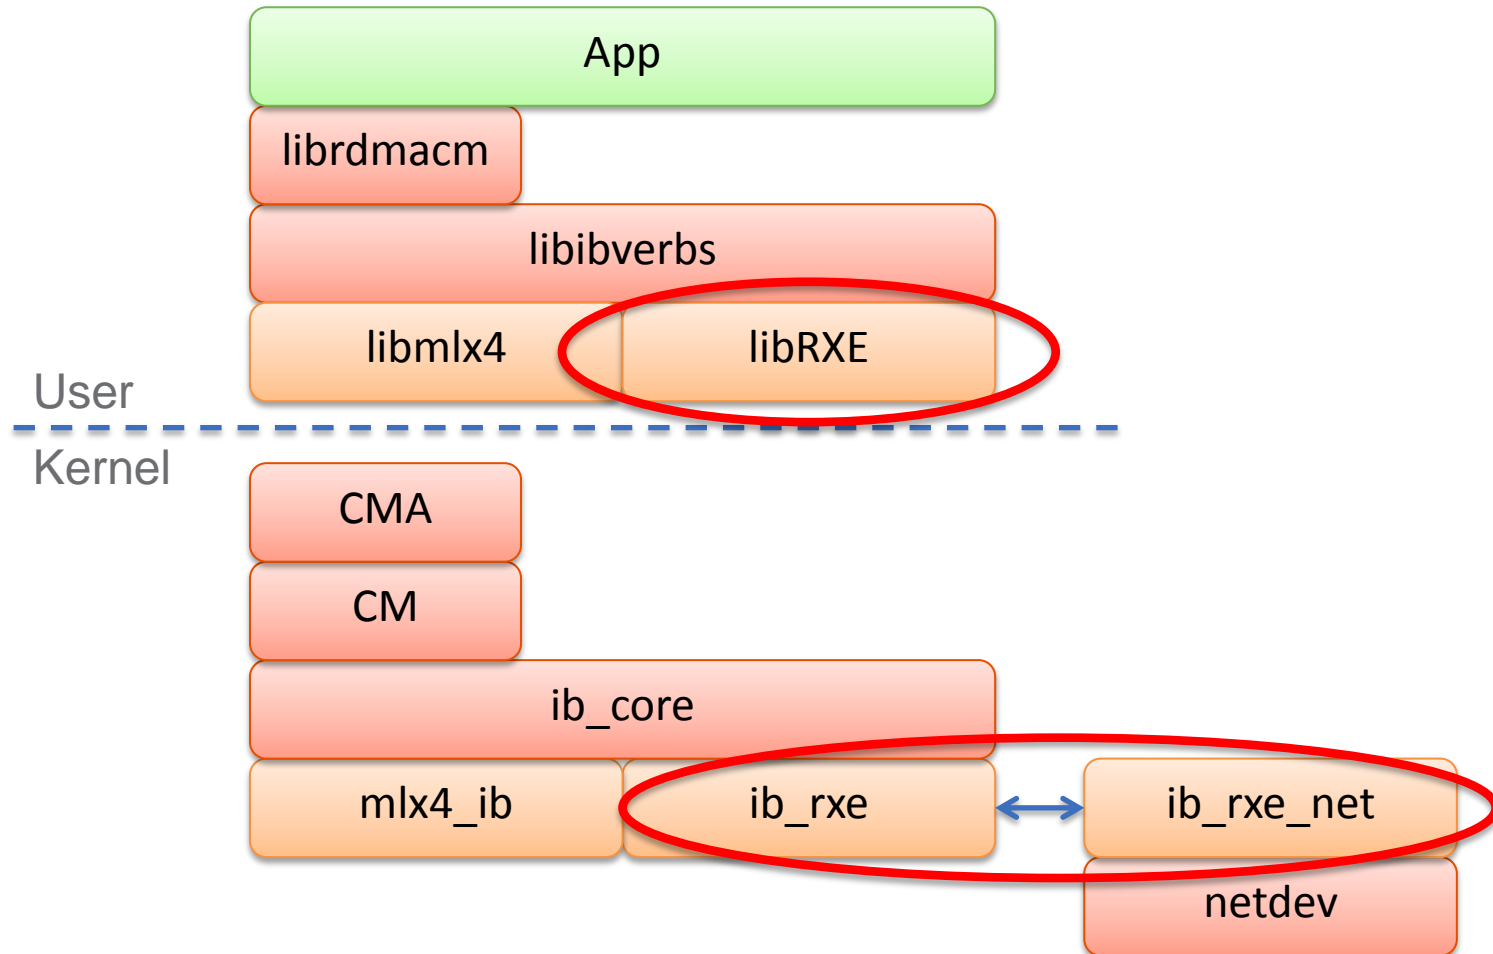 App
librdmacm
libibverbs
libmlx4
libRXE
User
Kernel
CMA
CM
ib_core
mlx4_ib
ib_rxe
ib_rxe_net
netdev